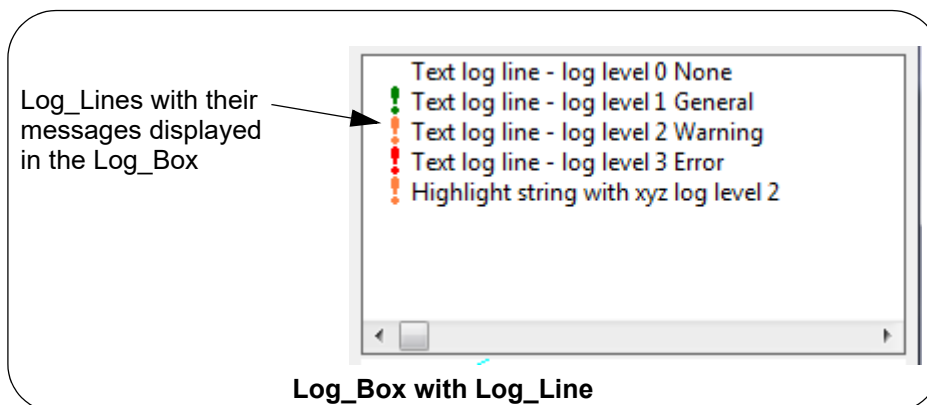 Log_Lines with their
messages displayed
in the Log_Box
Text log line - log level 0 None
Text log line - log level 1 General
Text log line - log level 2 Warning
Text log line - log level 3 Error
Highlight string with xyz log level 2
Log_Box with Log_Line